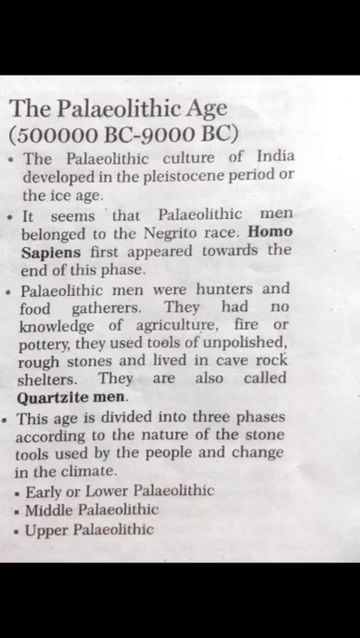 The Palaeolithic Age
(500000 BC-9000 BC)
• The Palaeolithic culture of India
developed in the pleistocene period or
the ice age.
• It seems that Palaeolithic men
belonged to the Negrito race. Homo
Sapiens first appeared towards the
end of this phase.
• Palaeolithic men were hunters and
food gatherers. They had no
knowledge of agriculture, fire or
pottery, they used tools of unpolished,
rough stones and lived in cave rock
shelters. They are also called
Quartzite men.
• This age is divided into three phases
according to the nature of the stone
tools used by the people and change
in the climate.
▪ Early or Lower Palaeolithic
▪ Middle Palaeolithic
▪ Upper Palaeolithic